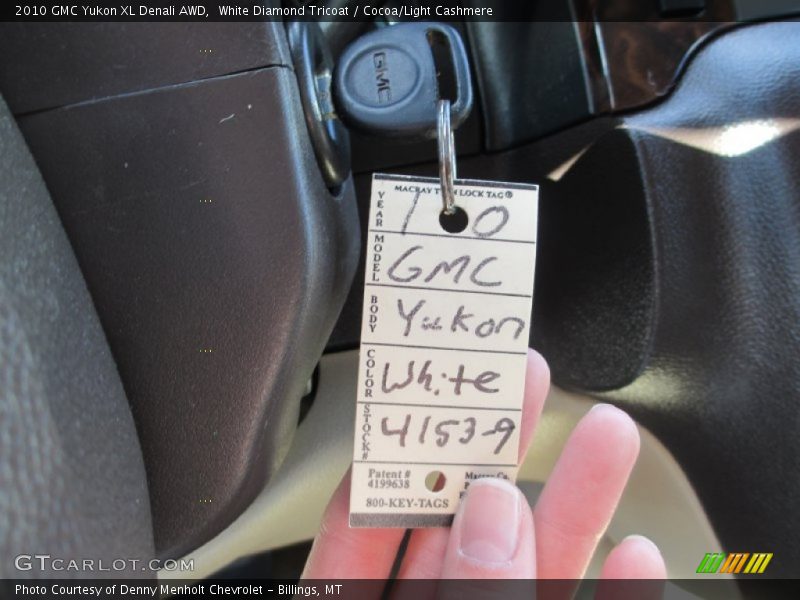 2010 GMC Yukon XL Denali AWD,  White Diamond Tricoat / Cocoa/Light Cashmere
GMC
LOCK TAG®
YEAR 10
MODEL GMC
BODY Yukon
COLOR White
STOCK# 4153-9
Patent #
4199638
800-KEY-TAGS
GTCARLOT.com
Photo Courtesy of Denny Menholt Chevrolet – Billings, MT